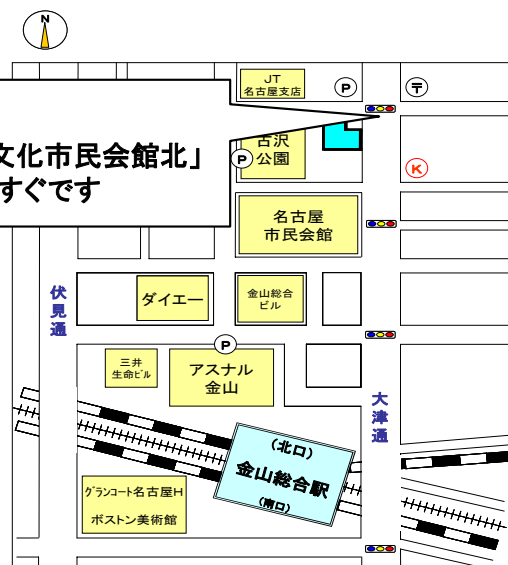 N
JT
名古屋支店
P
〒
文化市民会館北」
すぐです
古沢
公園
P
K
名古屋
市民会館
伏見通
ダイエー
金山総合
ビル
P
三井
生命ビル
アスナル
金山
大津通
(北口)
金山総合駅
(南口)
グランコート名古屋H
ボストン美術館